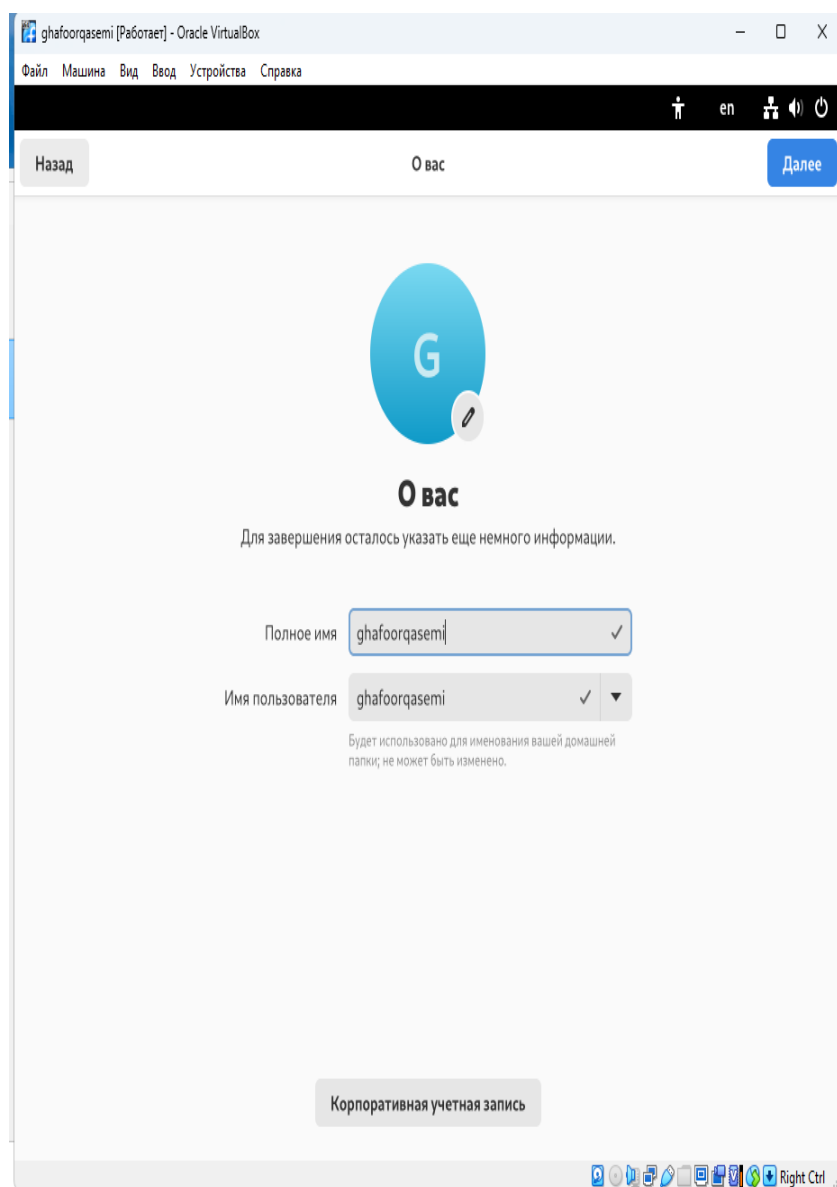 ghafoorqasemi [Работает] - Oracle VirtualBox
Файл Машина Вид Ввод Устройства Справка
en
Назад О вас Далее
G
О вас
Для завершения осталось указать еще немного информации.
Полное имя ghafoorqasemi
Имя пользователя ghafoorqasemi
Будет использовано для именования вашей домашней
папки; не может быть изменено.
Корпоративная учетная запись
Right Ctrl